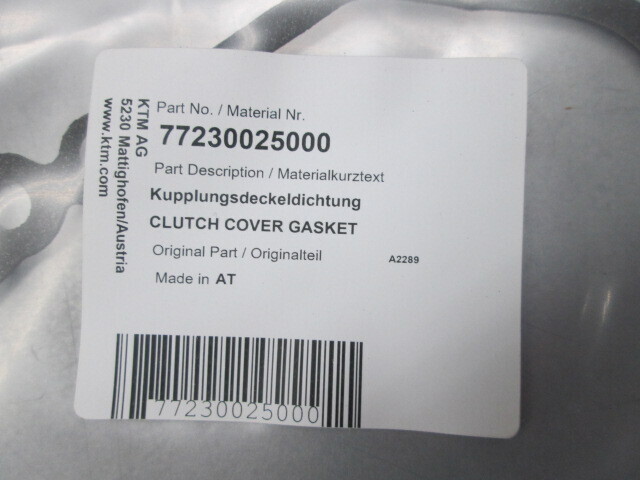 KTM AG
5230 Mattighofen/Austria
www.ktm.com
Part No. / Material Nr.
77230025000
Part Description / Materialkurztext
Kupplungsdeckeldichtung
CLUTCH COVER GASKET
Original Part / Originalteil A2289
Made in AT
77230025000